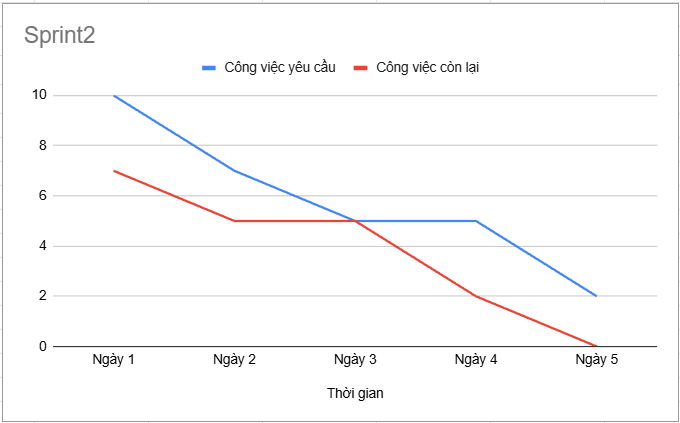 Sprint2
Công việc yêu cầu Công việc còn lại
10
8
6
4
2
0
Ngày 1 Ngày 2 Ngày 3 Ngày 4 Ngày 5
Thời gian